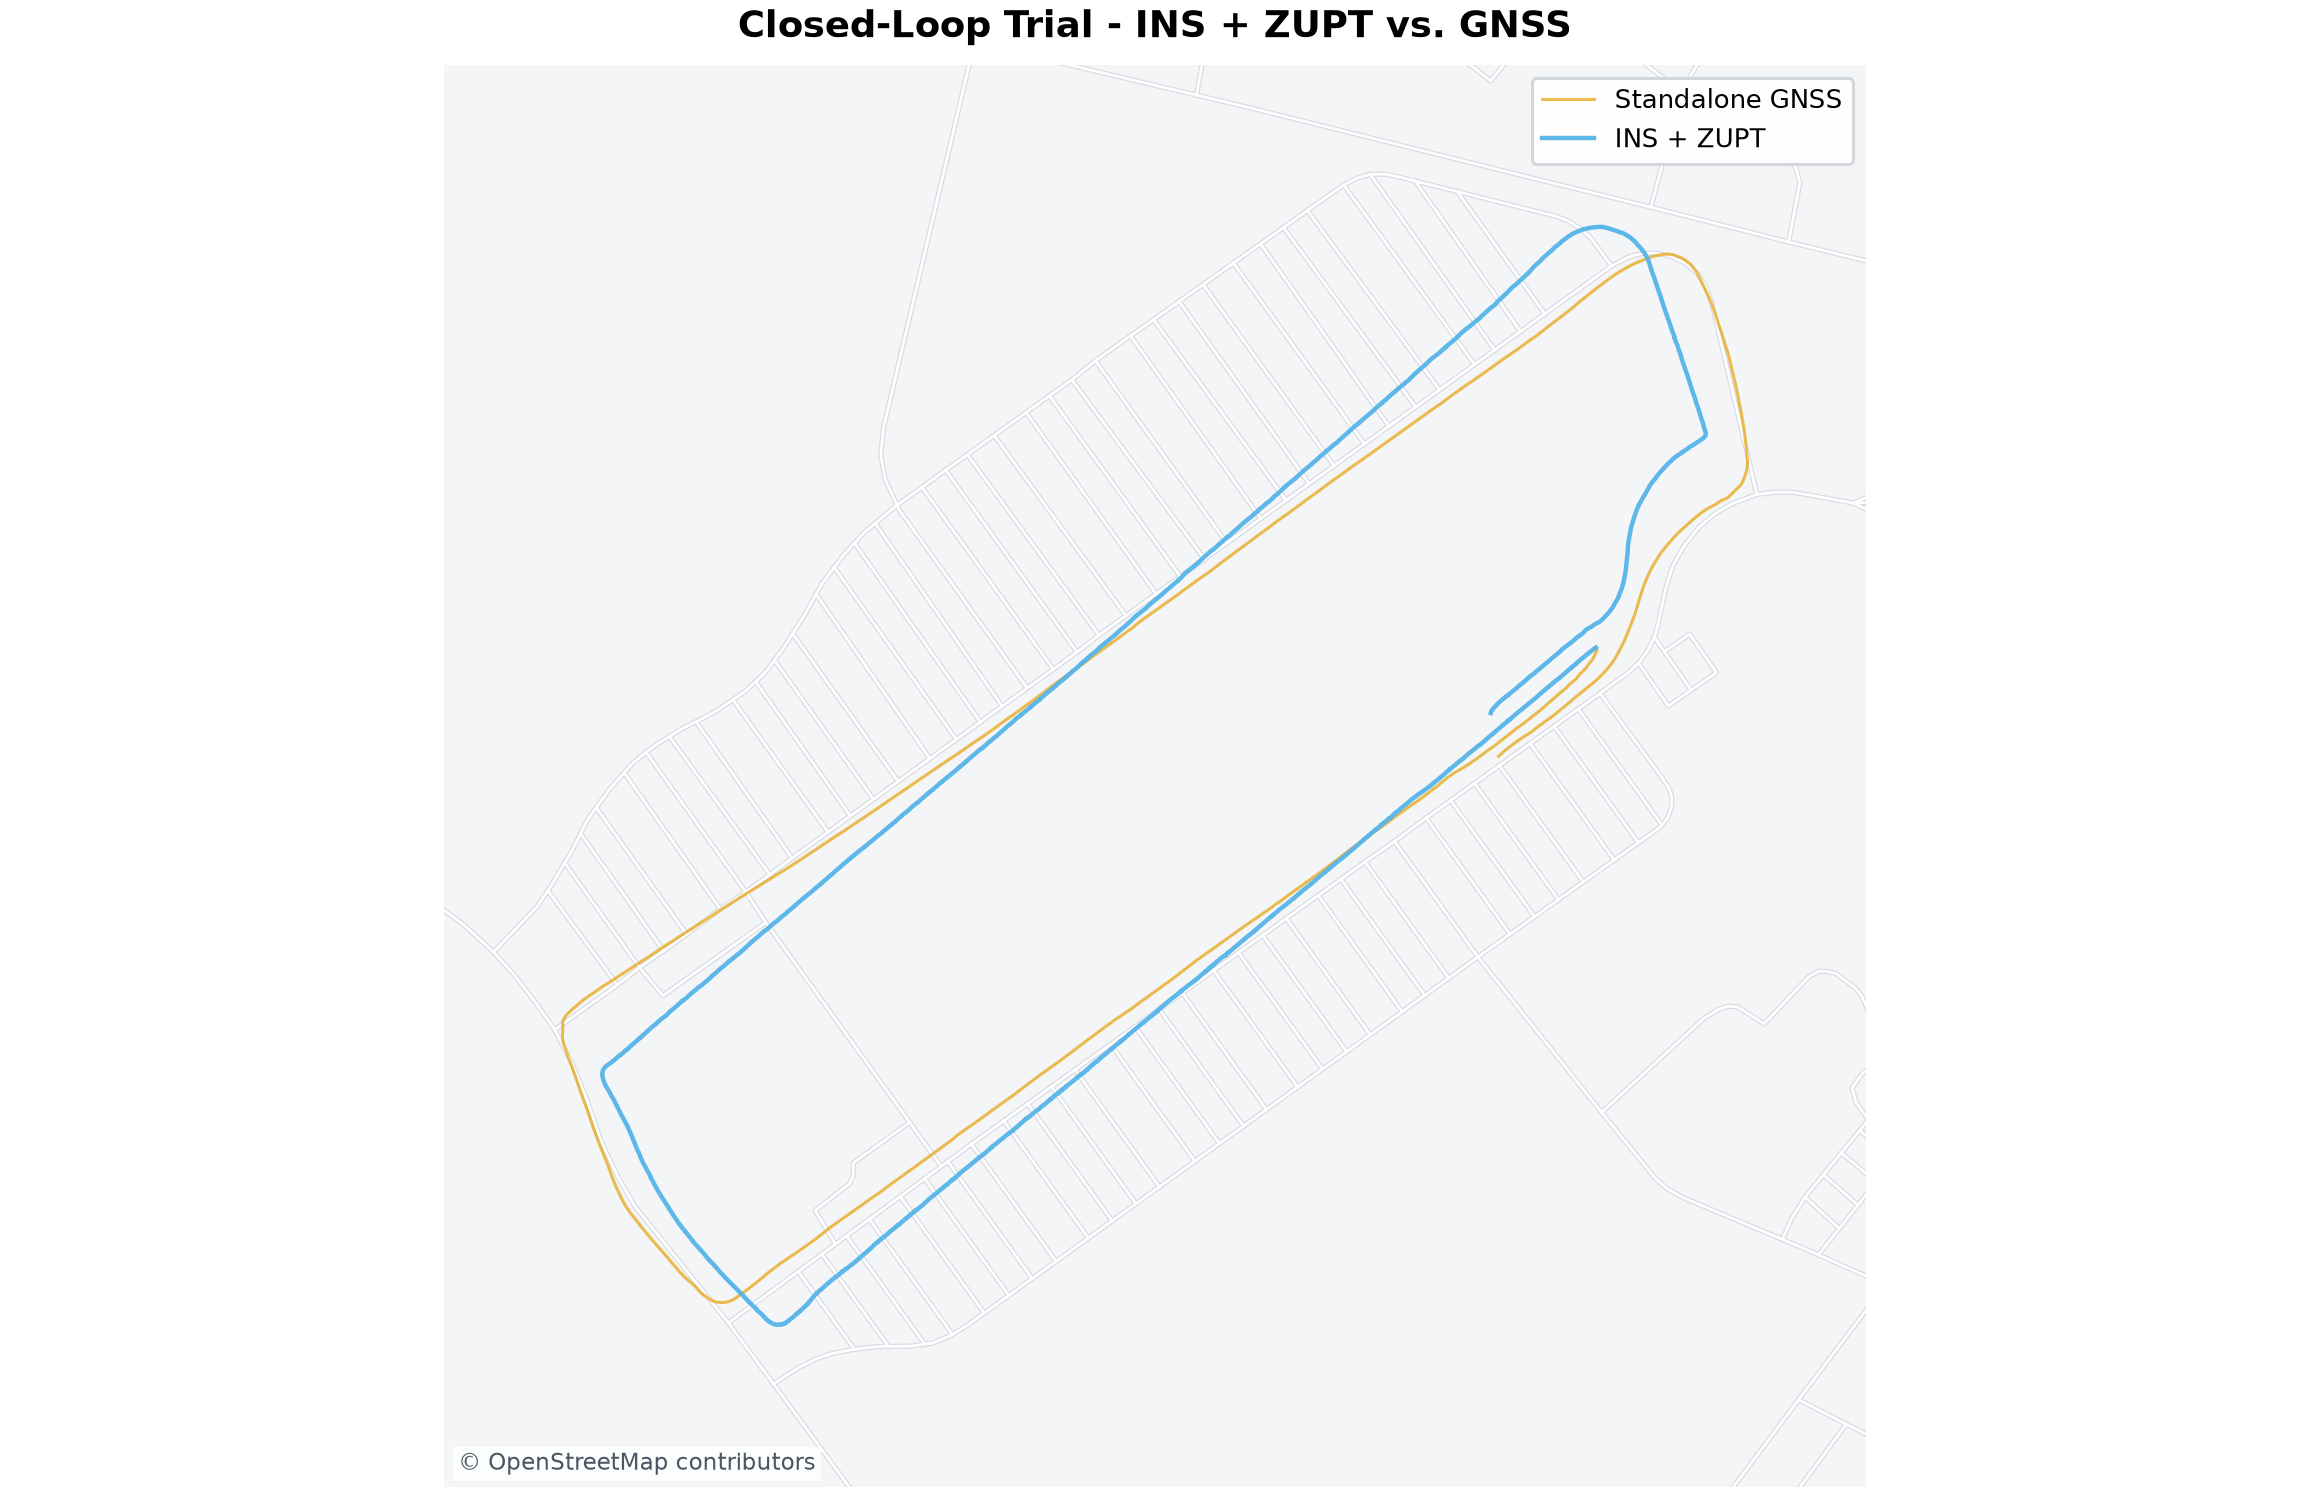 Closed-Loop Trial - INS + ZUPT vs. GNSS
Standalone GNSS
INS + ZUPT
© OpenStreetMap contributors